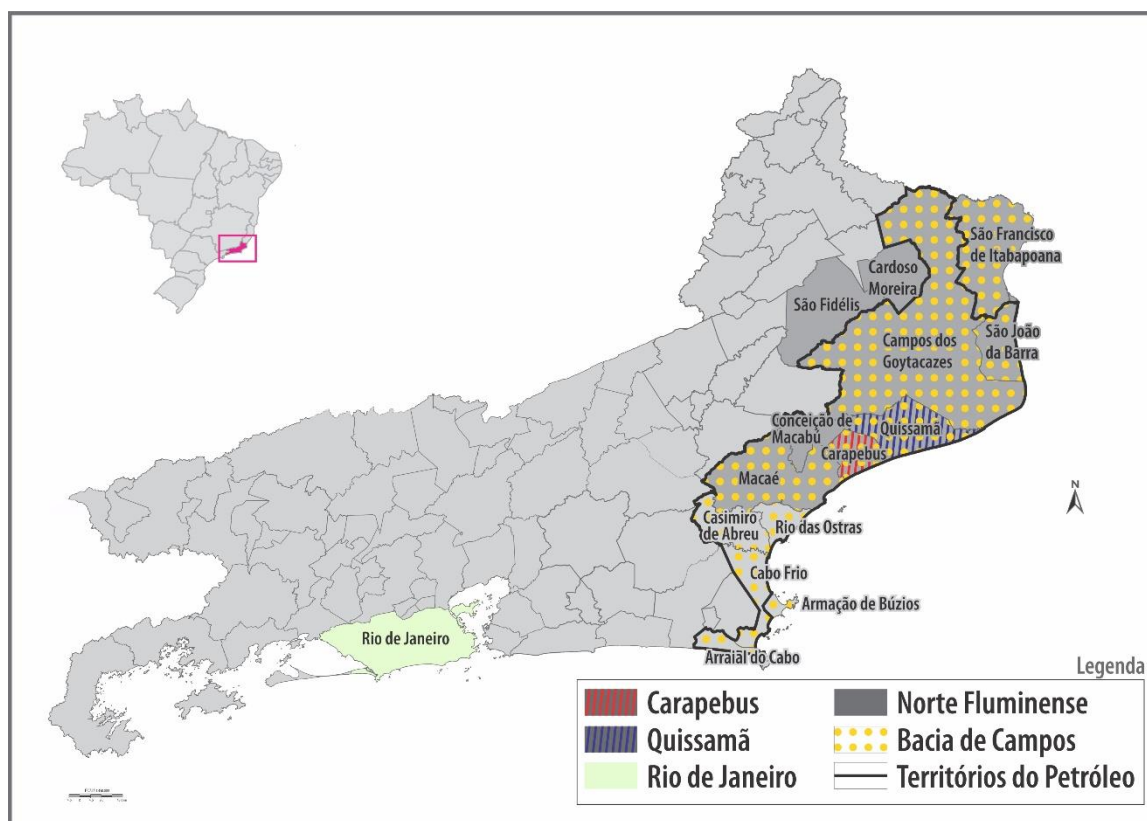 São Francisco
de Itabapoana
Cardoso
Moreira
São Fidélis
São João
da Barra
Campos dos
Goytacazes
Conceição de
Macabú
Quissamã
Carapebus
Macaé
N
Casimiro
de Abreu
Rio das Ostras
Cabo Frio
Armação de Búzios
Rio de Janeiro
Arraial do Cabo
Legenda
Carapebus
Norte Fluminense
Quissamã
Bacia de Campos
Rio de Janeiro
Territórios do Petróleo